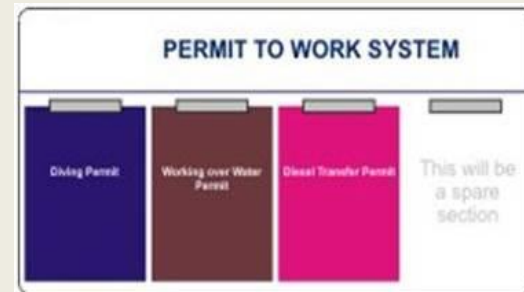 PERMIT TO WORK SYSTEM
Diving Permit
Working over Water
Permit
Diesel Transfer Permit
This will be
a spare
section